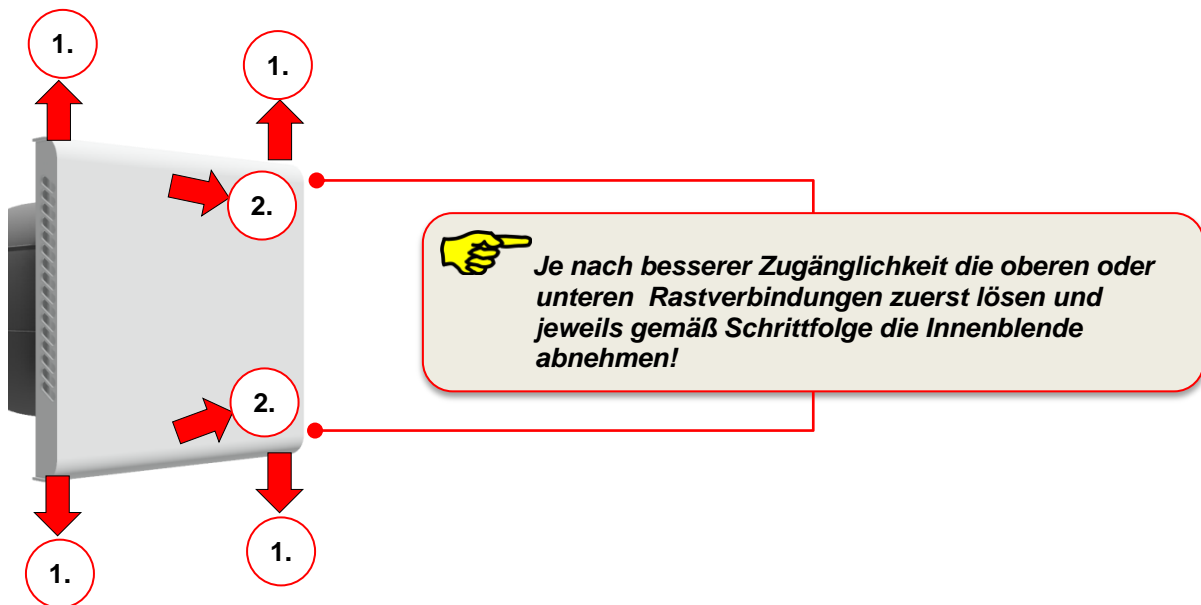 1.
1.
2.
Je nach besserer Zugänglichkeit die oberen oder
unteren  Rastverbindungen zuerst lösen und
jeweils gemäß Schrittfolge die Innenblende
abnehmen!
2.
1.
1.